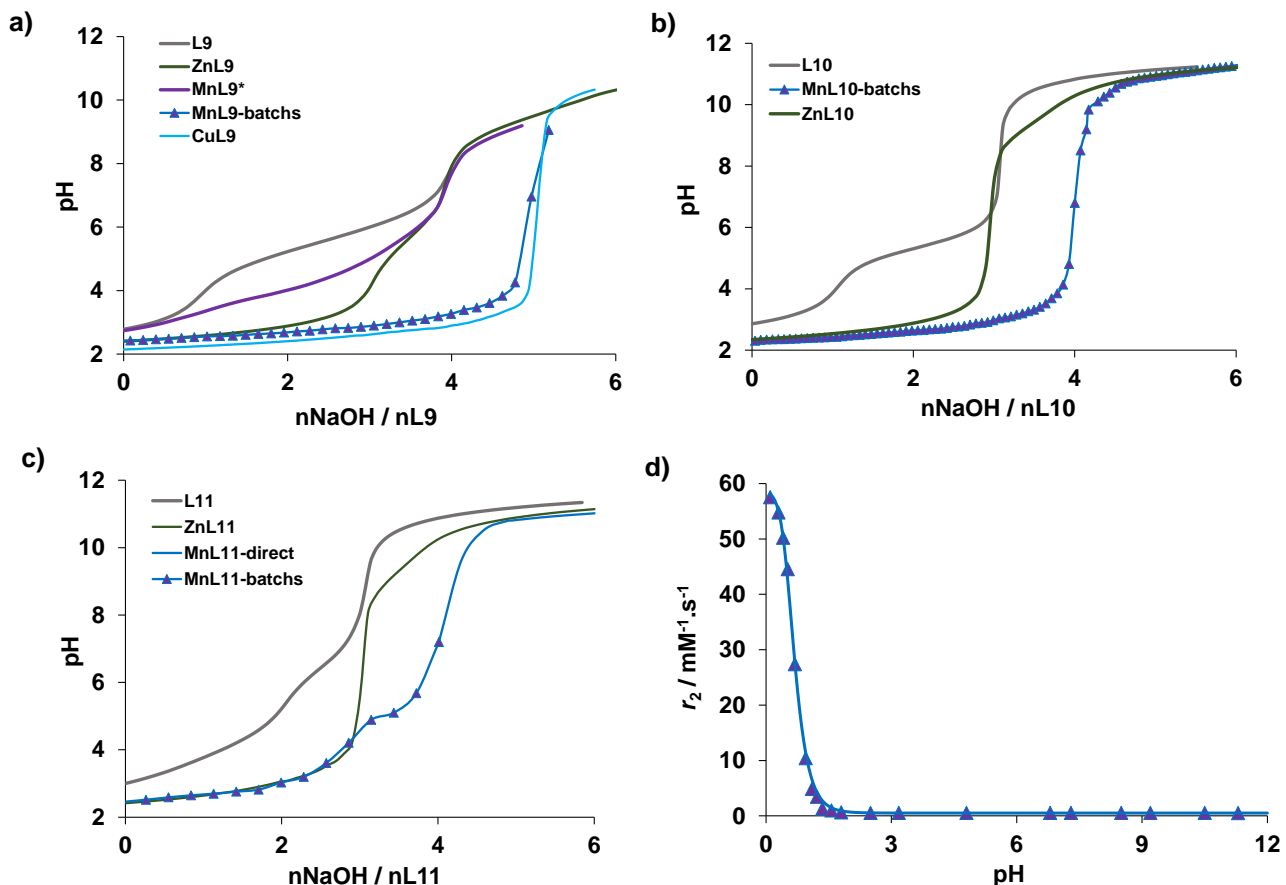 a)
12
10
8
6
4
2
pH
L9
ZnL9
MnL9*
MnL9-batchs
CuL9
0 2 4 6
nNaOH / nL9
b)
12
10
8
6
4
2
pH
L10
MnL10-batchs
ZnL10
0 2 4 6
nNaOH / nL10
c)
12
10
8
6
4
2
pH
L11
ZnL11
MnL11-direct
MnL11-batchs
0 2 4 6
nNaOH / nL11
d)
60
50
40
30
20
10
0
r2 / mM-1.s-1
0 3 6 9 12
pH